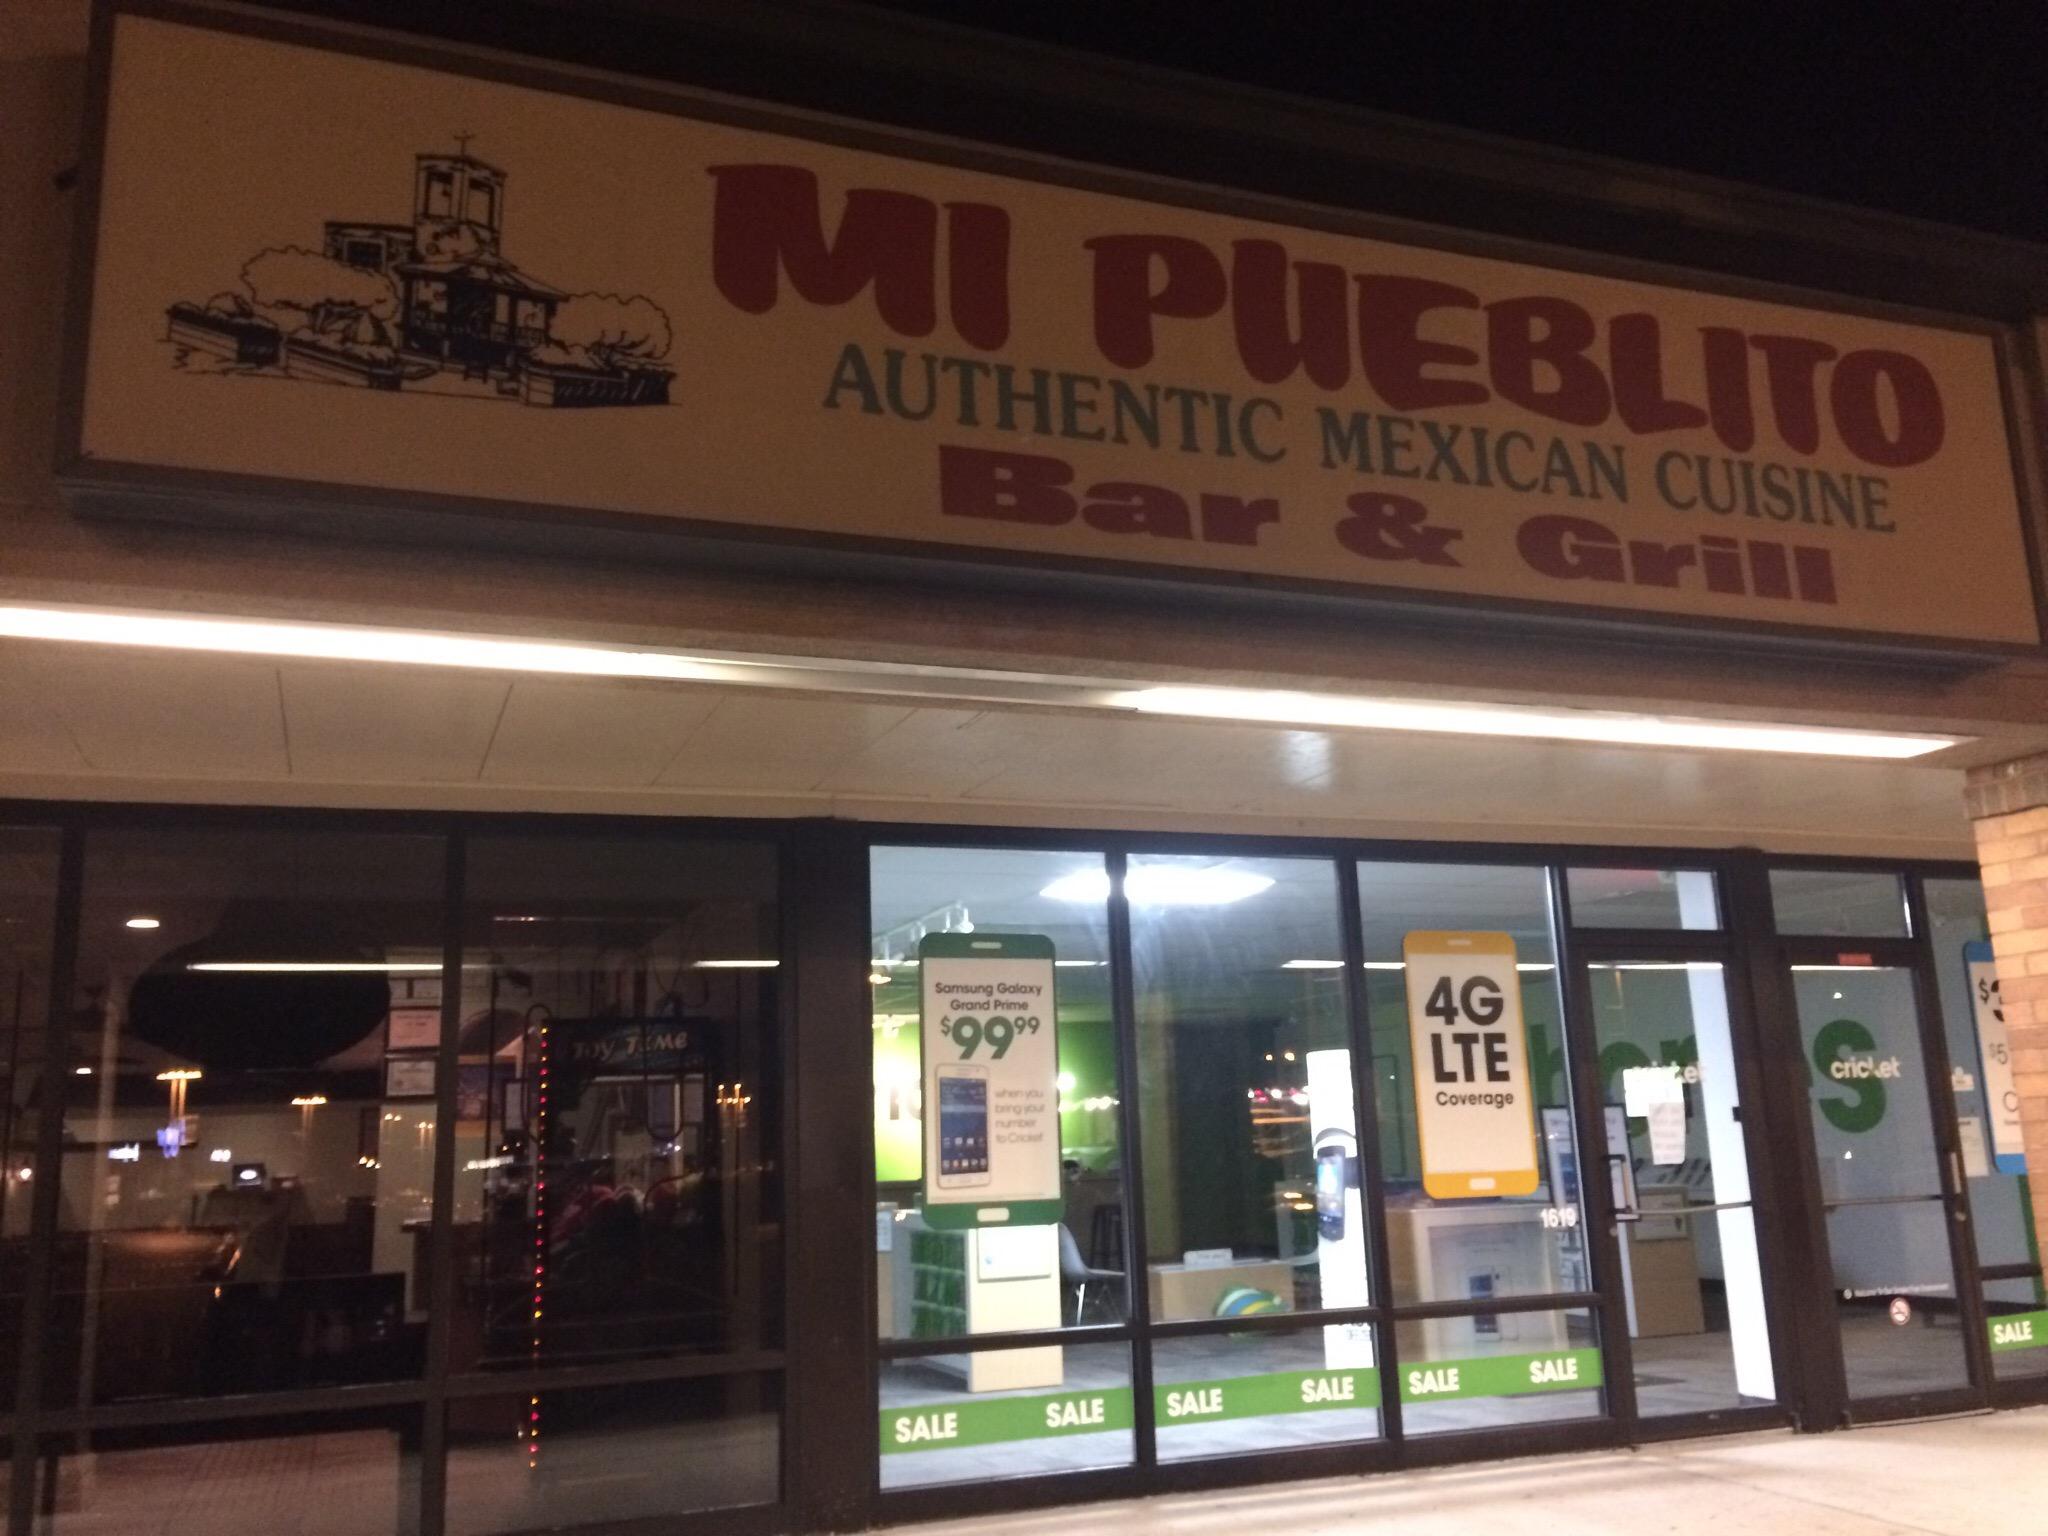 MI PUEBLITO
AUTHENTIC MEXICAN CUISINE
Bar & Grill
TOY TIME
Samsung Galaxy
Grand Prime
$99.99
when you
bring your
number
to Cricket
4G
LTE
Coverage
cricket
cricket
1619
SALE
SALE
SALE
SALE
SALE
SALE
SALE